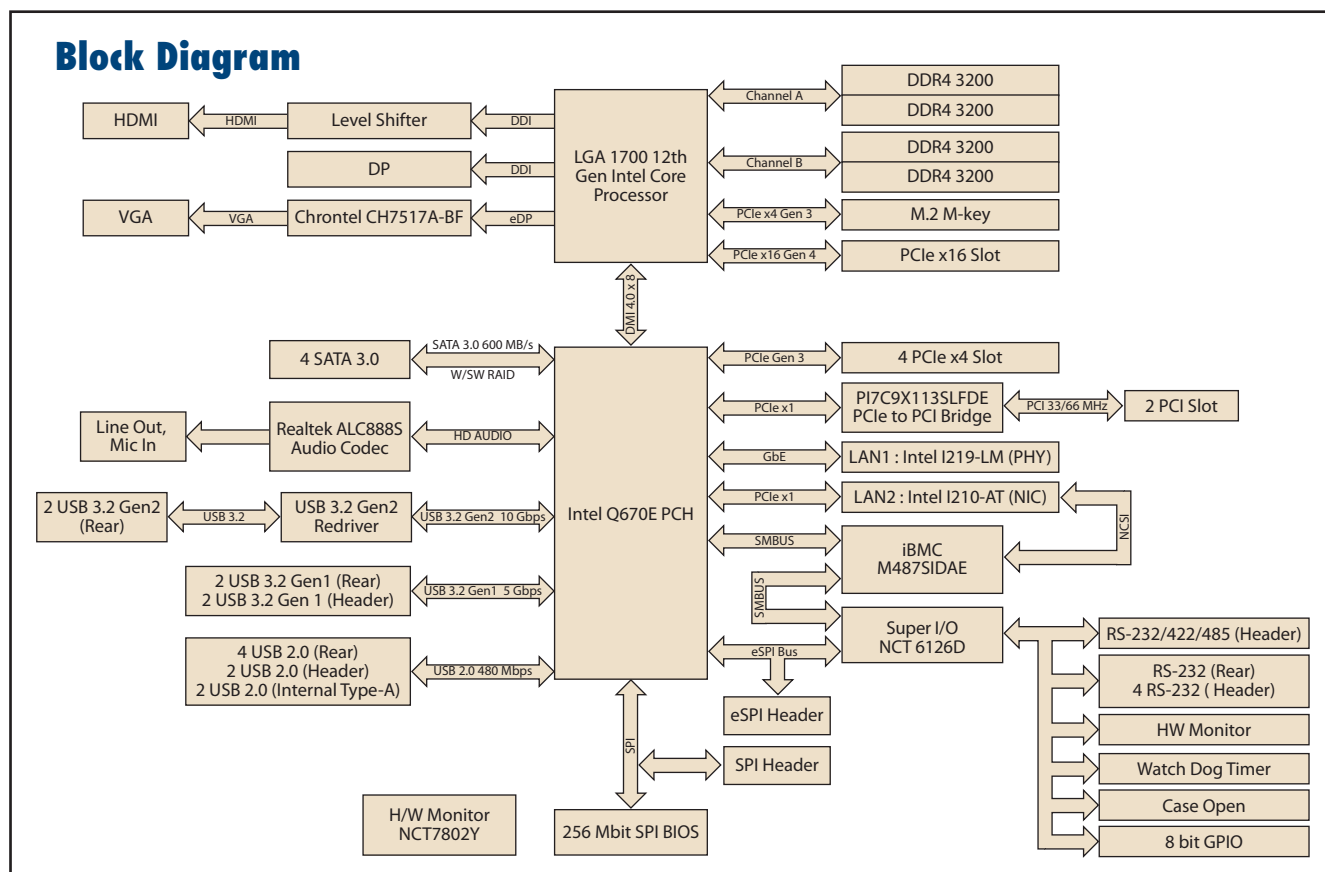 Block Diagram
HDMI
HDMI
Level Shifter
DDI
DP
DDI
VGA
VGA
Chrontel CH7517A-BF
eDP
LGA 1700 12th
Gen Intel Core
Processor
Channel A
DDR4 3200
DDR4 3200
Channel B
DDR4 3200
DDR4 3200
PCIe x4 Gen 3
M.2 M-key
PCIe x16 Gen 4
PCIe x16 Slot
DMI 4.0 x 8
4 SATA 3.0
SATA 3.0 600 MB/s
W/SW RAID
Line Out,
Mic In
Realtek ALC888S
Audio Codec
HD AUDIO
2 USB 3.2 Gen2
(Rear)
USB 3.2
USB 3.2 Gen2
Redriver
USB 3.2 Gen2 10 Gbps
2 USB 3.2 Gen1 (Rear)
2 USB 3.2 Gen 1 (Header)
USB 3.2 Gen1 5 Gbps
4 USB 2.0 (Rear)
2 USB 2.0 (Header)
2 USB 2.0 (Internal Type-A)
USB 2.0 480 Mbps
Intel Q670E PCH
PCIe Gen 3
4 PCIe x4 Slot
PCIe x1
PI7C9X113SLFDE
PCIe to PCI Bridge
PCI 33/66 MHz
2 PCI Slot
GbE
LAN1 : Intel I219-LM (PHY)
PCIe x1
LAN2 : Intel I210-AT (NIC)
NCSI
SMBUS
iBMC
M487SIDAE
SMBUS
Super I/O
NCT 6126D
eSPI Bus
eSPI Header
SPI
SPI Header
256 Mbit SPI BIOS
H/W Monitor
NCT7802Y
RS-232/422/485 (Header)
RS-232 (Rear)
4 RS-232 ( Header)
HW Monitor
Watch Dog Timer
Case Open
8 bit GPIO